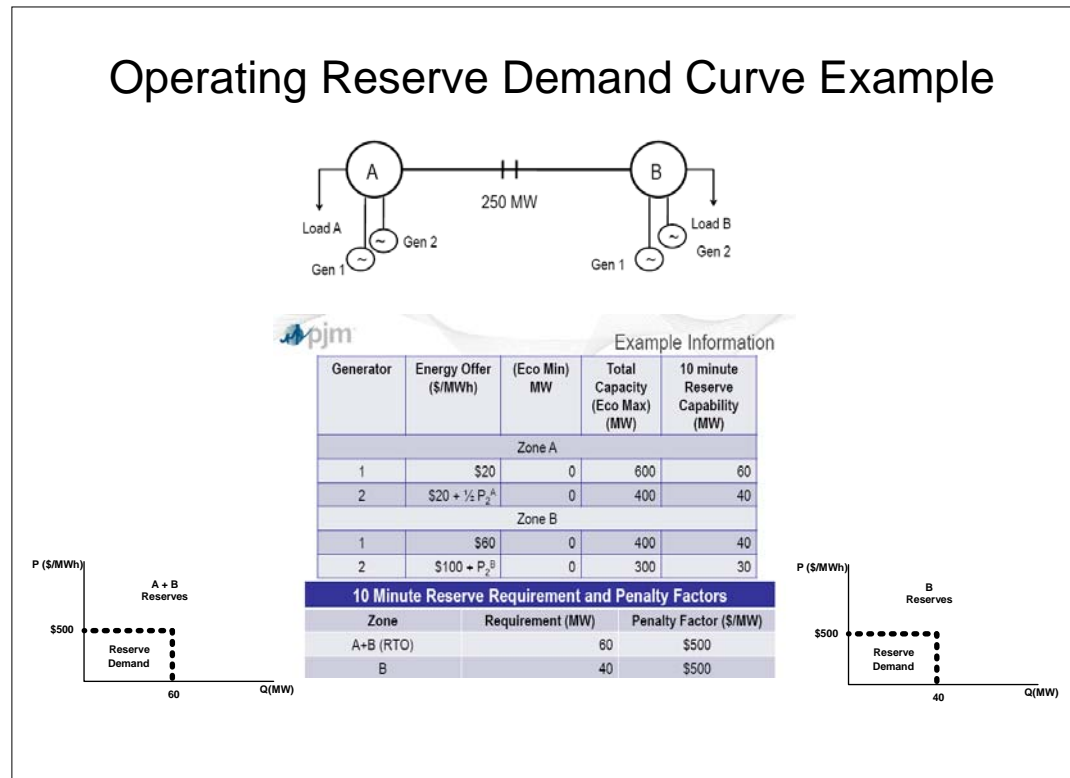 Operating Reserve Demand Curve Example
A
B
250 MW
Load A
Load B
Gen 2
Gen 2
Gen 1
Gen 1
pjm
Example Information
Generator
Energy Offer
($/MWh)
(Eco Min)
MW
Total
Capacity
(Eco Max)
(MW)
10 minute
Reserve
Capability
(MW)
Zone A
1 $20 0 600 60
2 $20 + ½ P₂ᴬ 0 400 40
Zone B
1 $60 0 400 40
2 $100 + P₂ᴮ 0 300 30
10 Minute Reserve Requirement and Penalty Factors
Zone Requirement (MW) Penalty Factor ($/MW)
A+B (RTO) 60 $500
B 40 $500
P ($/MWh)
A + B
Reserves
$500
Reserve
Demand
Q(MW)
60
P ($/MWh)
B
Reserves
$500
Reserve
Demand
Q(MW)
40